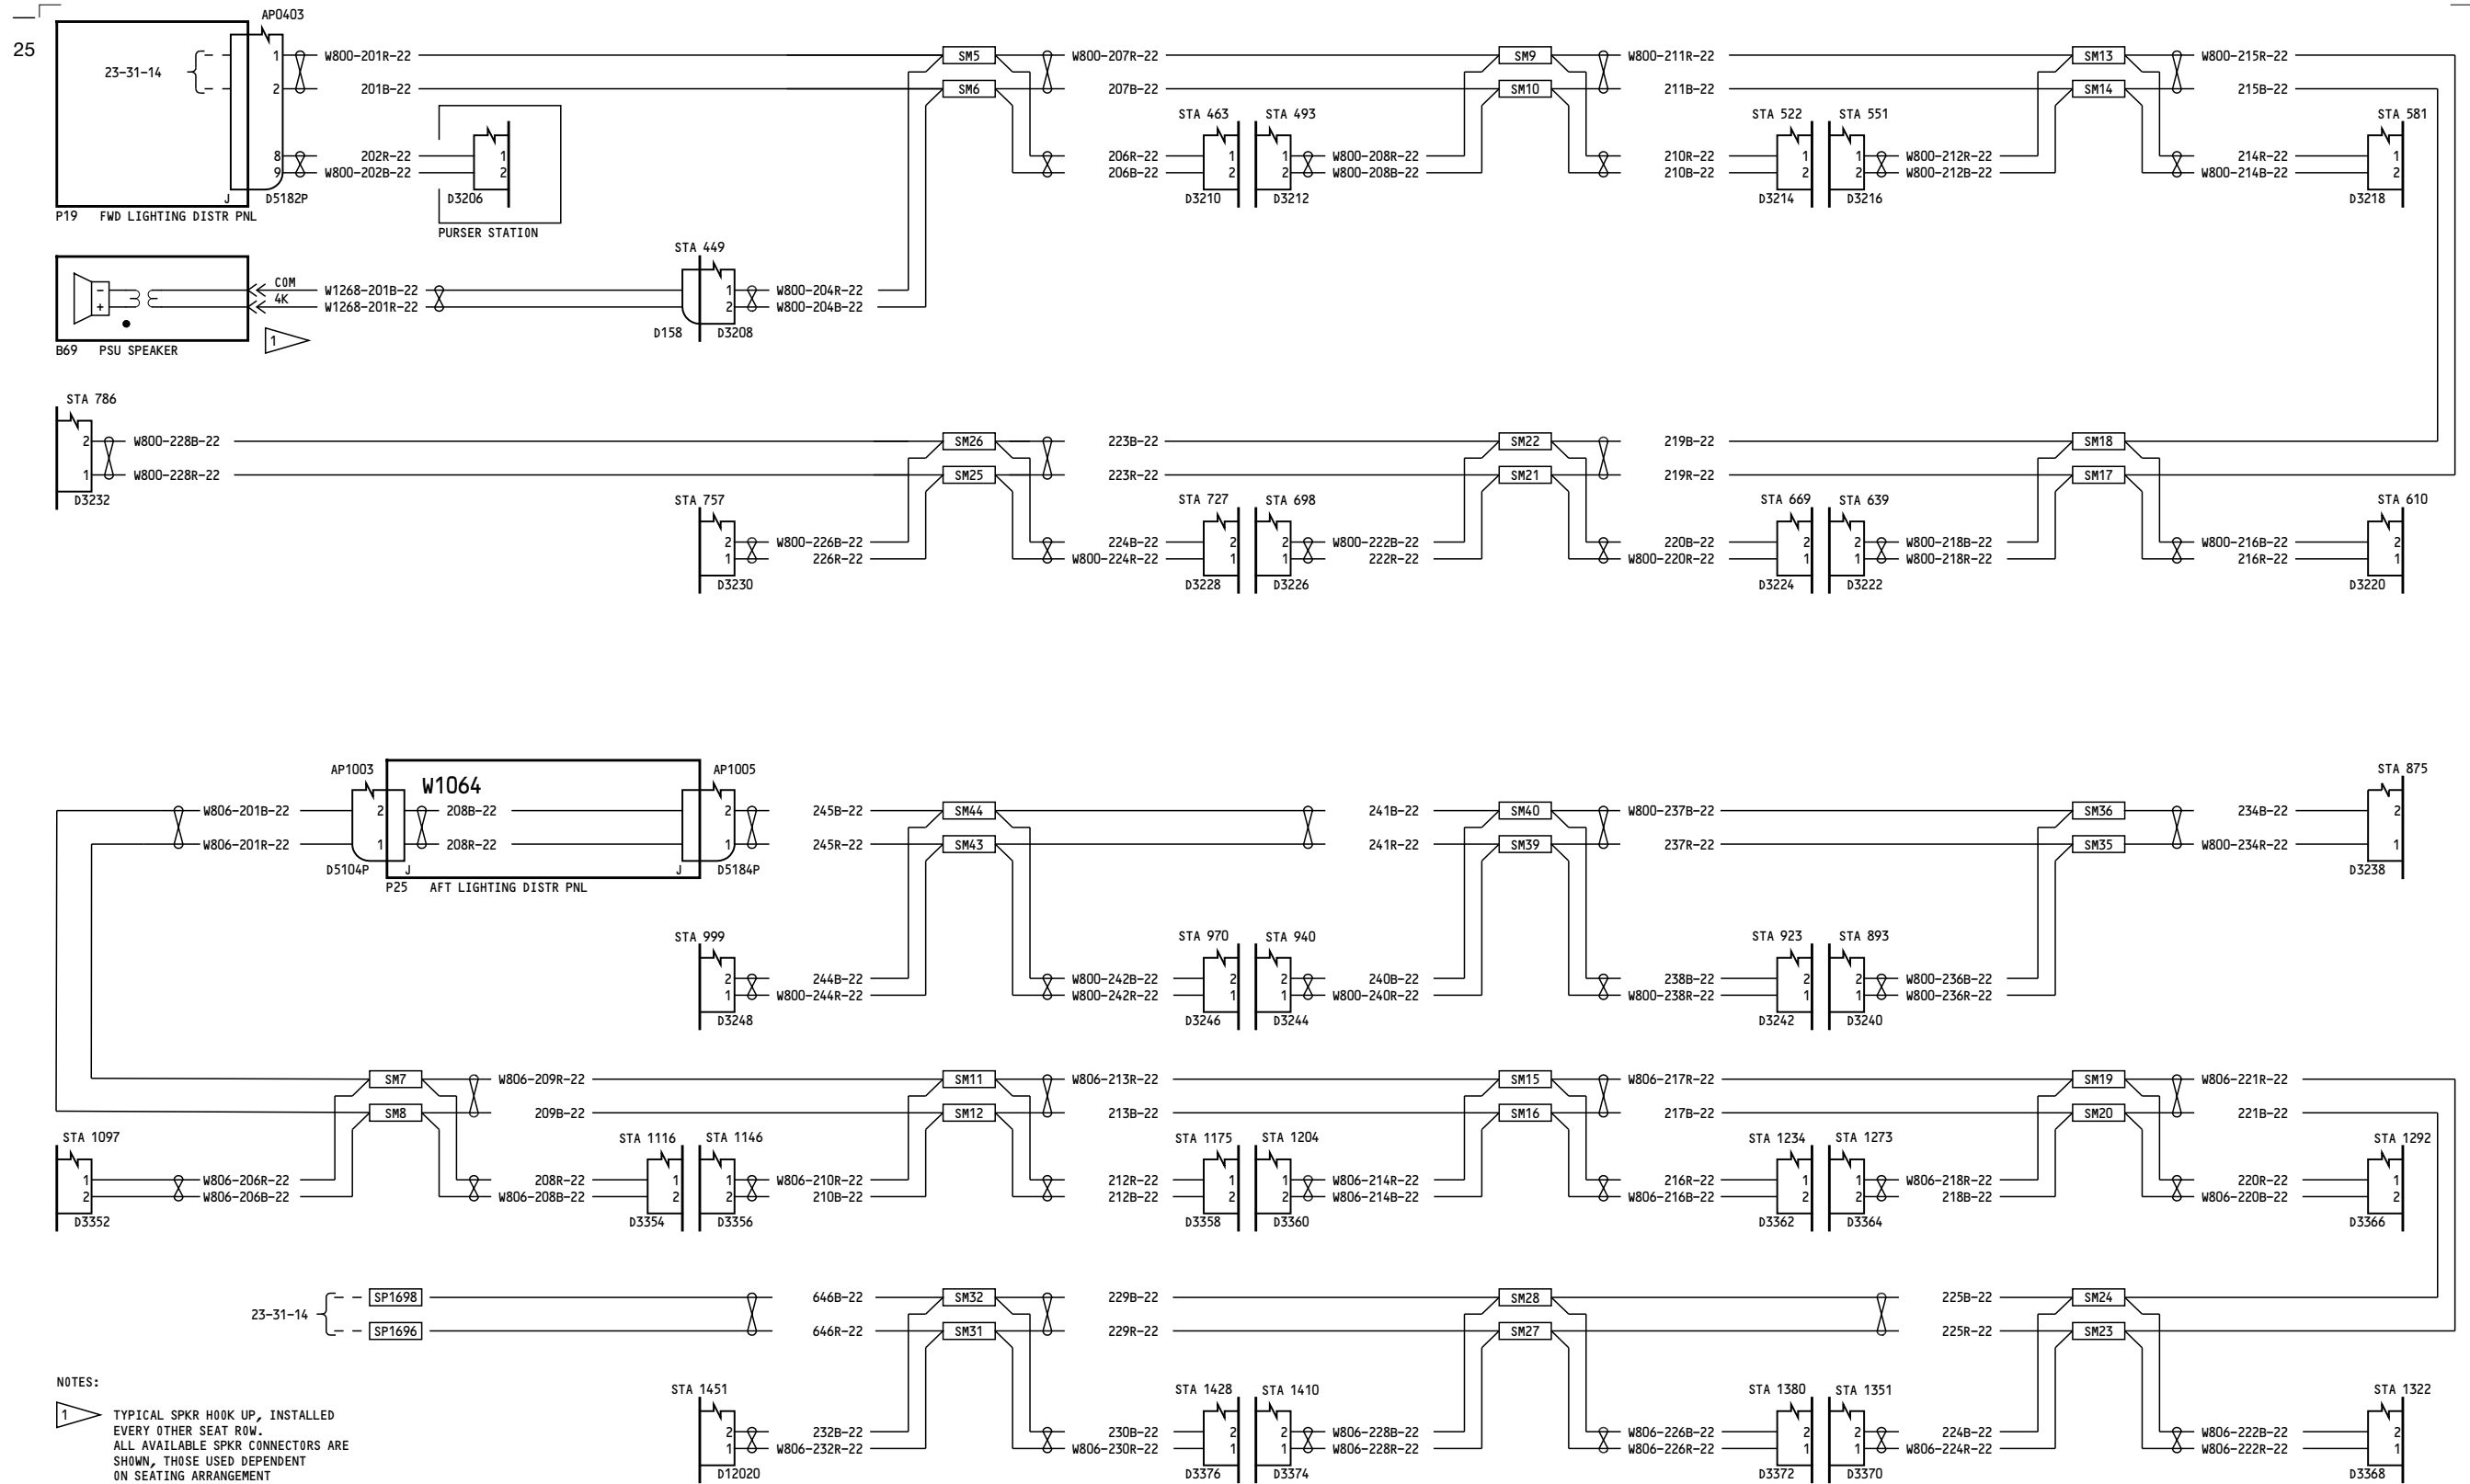 25
AP0403
23-31-14
1 W800-201R-22 SM5 W800-207R-22 SM9 W800-211R-22 SM13 W800-215R-22
2 201B-22 SM6 207B-22 SM10 211B-22 SM14 215B-22
STA 463 STA 493 STA 522 STA 551 STA 581
8 202R-22 1 206R-22 1 1 W800-208R-22 210R-22 1 1 W800-212R-22 214R-22 1
9 W800-202B-22 2 206B-22 2 2 W800-208B-22 210B-22 2 2 W800-212B-22 W800-214B-22 2
J D5182P D3206 D3210 D3212 D3214 D3216 D3218
P19 FWD LIGHTING DISTR PNL
PURSER STATION
STA 449
- COM W1268-201B-22 1 W800-204R-22
+ 4K W1268-201R-22 2 W800-204B-22
1 D158 D3208
B69 PSU SPEAKER
STA 786
2 W800-228B-22 SM26 223B-22 SM22 219B-22 SM18
1 W800-228R-22 SM25 223R-22 SM21 219R-22 SM17
D3232 STA 757 STA 727 STA 698 STA 669 STA 639 STA 610
2 W800-226B-22 224B-22 2 2 W800-222B-22 220B-22 2 2 W800-218B-22 W800-216B-22 2
1 226R-22 W800-224R-22 1 1 222R-22 W800-220R-22 1 1 W800-218R-22 216R-22 1
D3230 D3228 D3226 D3224 D3222 D3220
AP1003 AP1005 STA 875
W1064
W806-201B-22 2 208B-22 2 245B-22 SM44 241B-22 SM40 W800-237B-22 SM36 234B-22 2
W806-201R-22 1 208R-22 1 245R-22 SM43 241R-22 SM39 237R-22 SM35 W800-234R-22 1
D5104P J J D5184P D3238
P25 AFT LIGHTING DISTR PNL
STA 999 STA 970 STA 940 STA 923 STA 893
2 244B-22 W800-242B-22 2 2 240B-22 238B-22 2 2 W800-236B-22
1 W800-244R-22 W800-242R-22 1 1 W800-240R-22 W800-238R-22 1 1 W800-236R-22
D3248 D3246 D3244 D3242 D3240
SM7 W806-209R-22 SM11 W806-213R-22 SM15 W806-217R-22 SM19 W806-221R-22
SM8 209B-22 SM12 213B-22 SM16 217B-22 SM20 221B-22
STA 1097 STA 1116 STA 1146 STA 1175 STA 1204 STA 1234 STA 1273 STA 1292
1 W806-206R-22 208R-22 1 1 W806-210R-22 212R-22 1 1 W806-214R-22 216R-22 1 1 W806-218R-22 220R-22 1
2 W806-206B-22 W806-208B-22 2 2 210B-22 212B-22 2 2 W806-214B-22 W806-216B-22 2 2 218B-22 W806-220B-22 2
D3352 D3354 D3356 D3358 D3360 D3362 D3364 D3366
23-31-14
SP1698 646B-22 SM32 229B-22 SM28 225B-22 SM24
SP1696 646R-22 SM31 229R-22 SM27 225R-22 SM23
STA 1451 STA 1428 STA 1410 STA 1380 STA 1351 STA 1322
2 232B-22 230B-22 2 2 W806-228B-22 W806-226B-22 2 2 224B-22 W806-222B-22 2
1 W806-232R-22 W806-230R-22 1 1 W806-228R-22 W806-226R-22 1 1 W806-224R-22 W806-222R-22 1
D12020 D3376 D3374 D3372 D3370 D3368
NOTES:
1 TYPICAL SPKR HOOK UP, INSTALLED
EVERY OTHER SEAT ROW.
ALL AVAILABLE SPKR CONNECTORS ARE
SHOWN, THOSE USED DEPENDENT
ON SEATING ARRANGEMENT